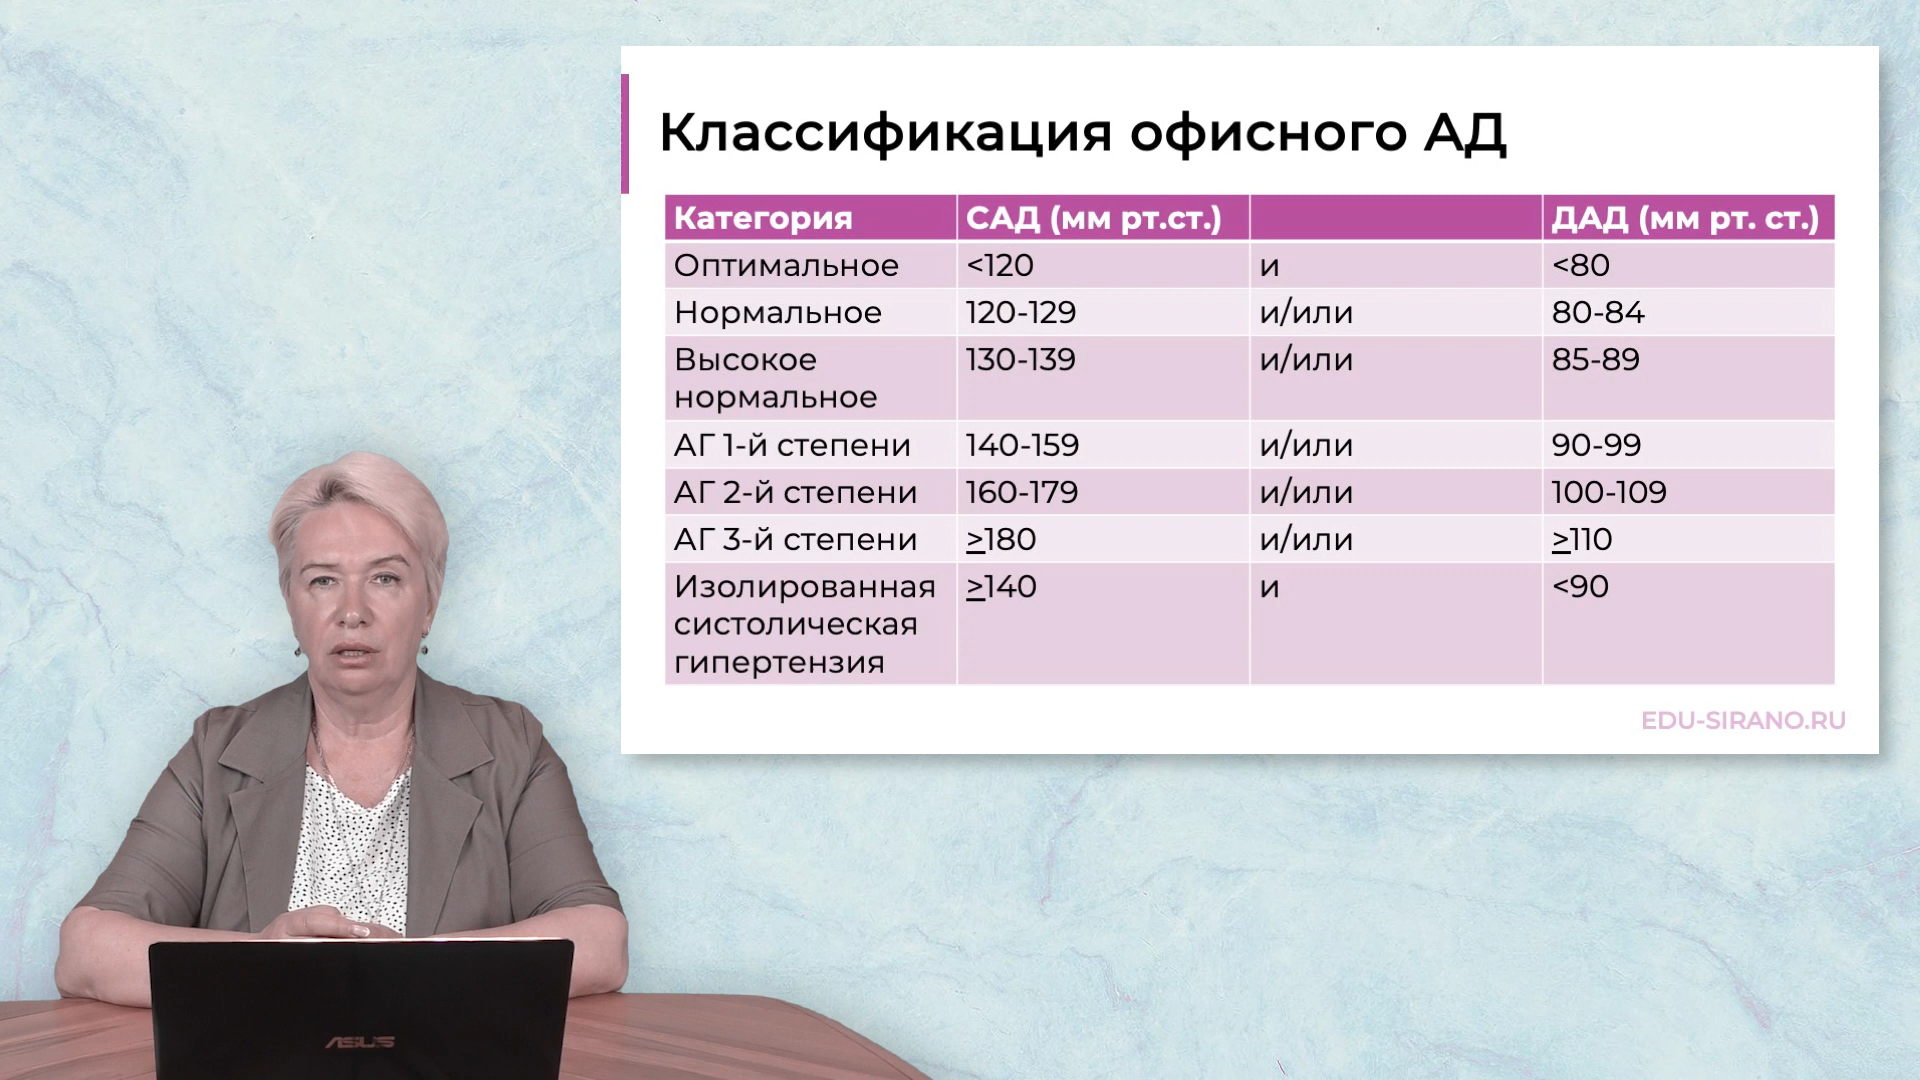 Классификация офисного АД
Категория САД (мм рт.ст.) ДАД (мм рт. ст.)
Оптимальное <120 и <80
Нормальное 120-129 и/или 80-84
Высокое 130-139 и/или 85-89
нормальное
АГ 1-й степени 140-159 и/или 90-99
АГ 2-й степени 160-179 и/или 100-109
АГ 3-й степени ≥180 и/или ≥110
Изолированная ≥140 и <90
систолическая
гипертензия
EDU-SIRANO.RU
ASUS